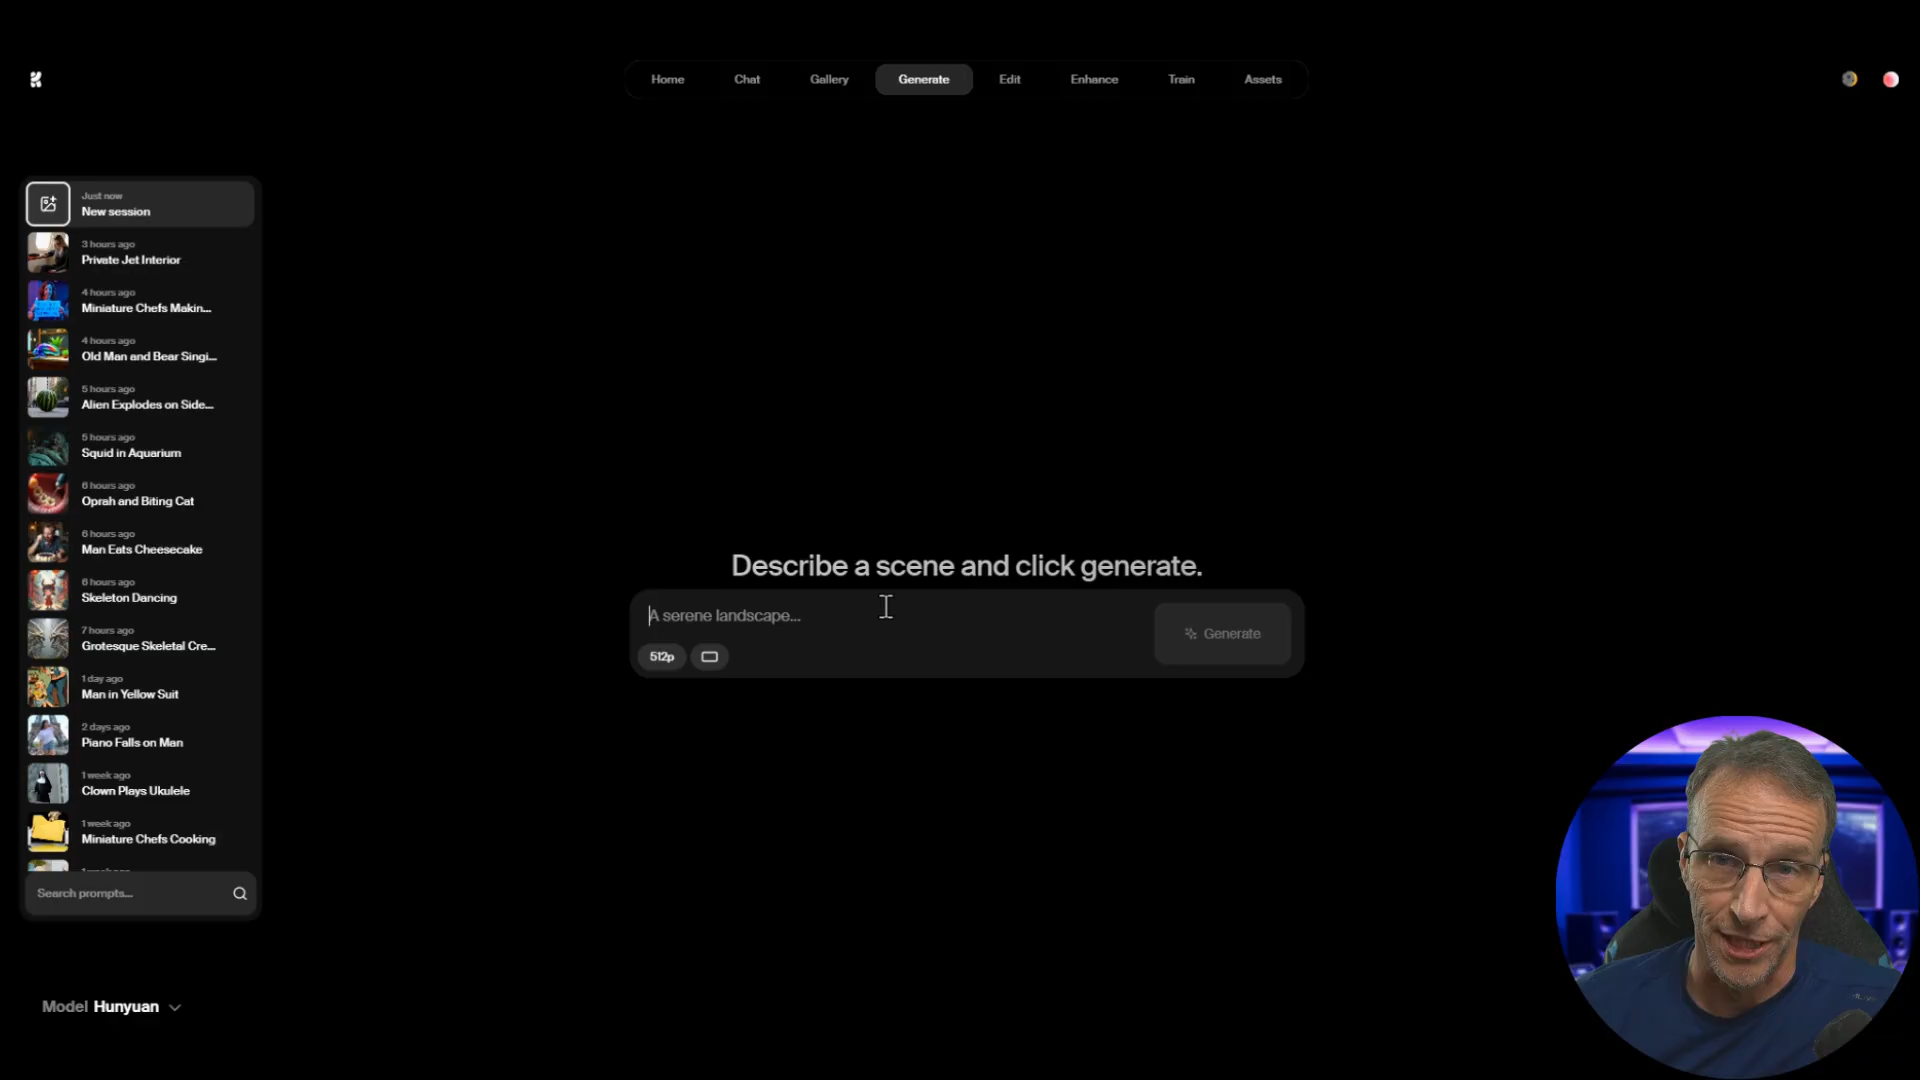 Home Chat Gallery Generate Edit Enhance Train Assets
Just now
New session
3 hours ago
Private Jet Interior
4 hours ago
Miniature Chefs Makin...
4 hours ago
Old Man and Bear Singi...
5 hours ago
Alien Explodes on Side...
5 hours ago
Squid in Aquarium
6 hours ago
Oprah and Biting Cat
6 hours ago
Man Eats Cheesecake
6 hours ago
Skeleton Dancing
7 hours ago
Grotesque Skeletal Cre...
1 day ago
Man in Yellow Suit
2 days ago
Piano Falls on Man
1 week ago
Clown Plays Ukulele
1 week ago
Miniature Chefs Cooking
Search prompts...
Model Hunyuan
Describe a scene and click generate.
A serene landscape...
512p
Generate